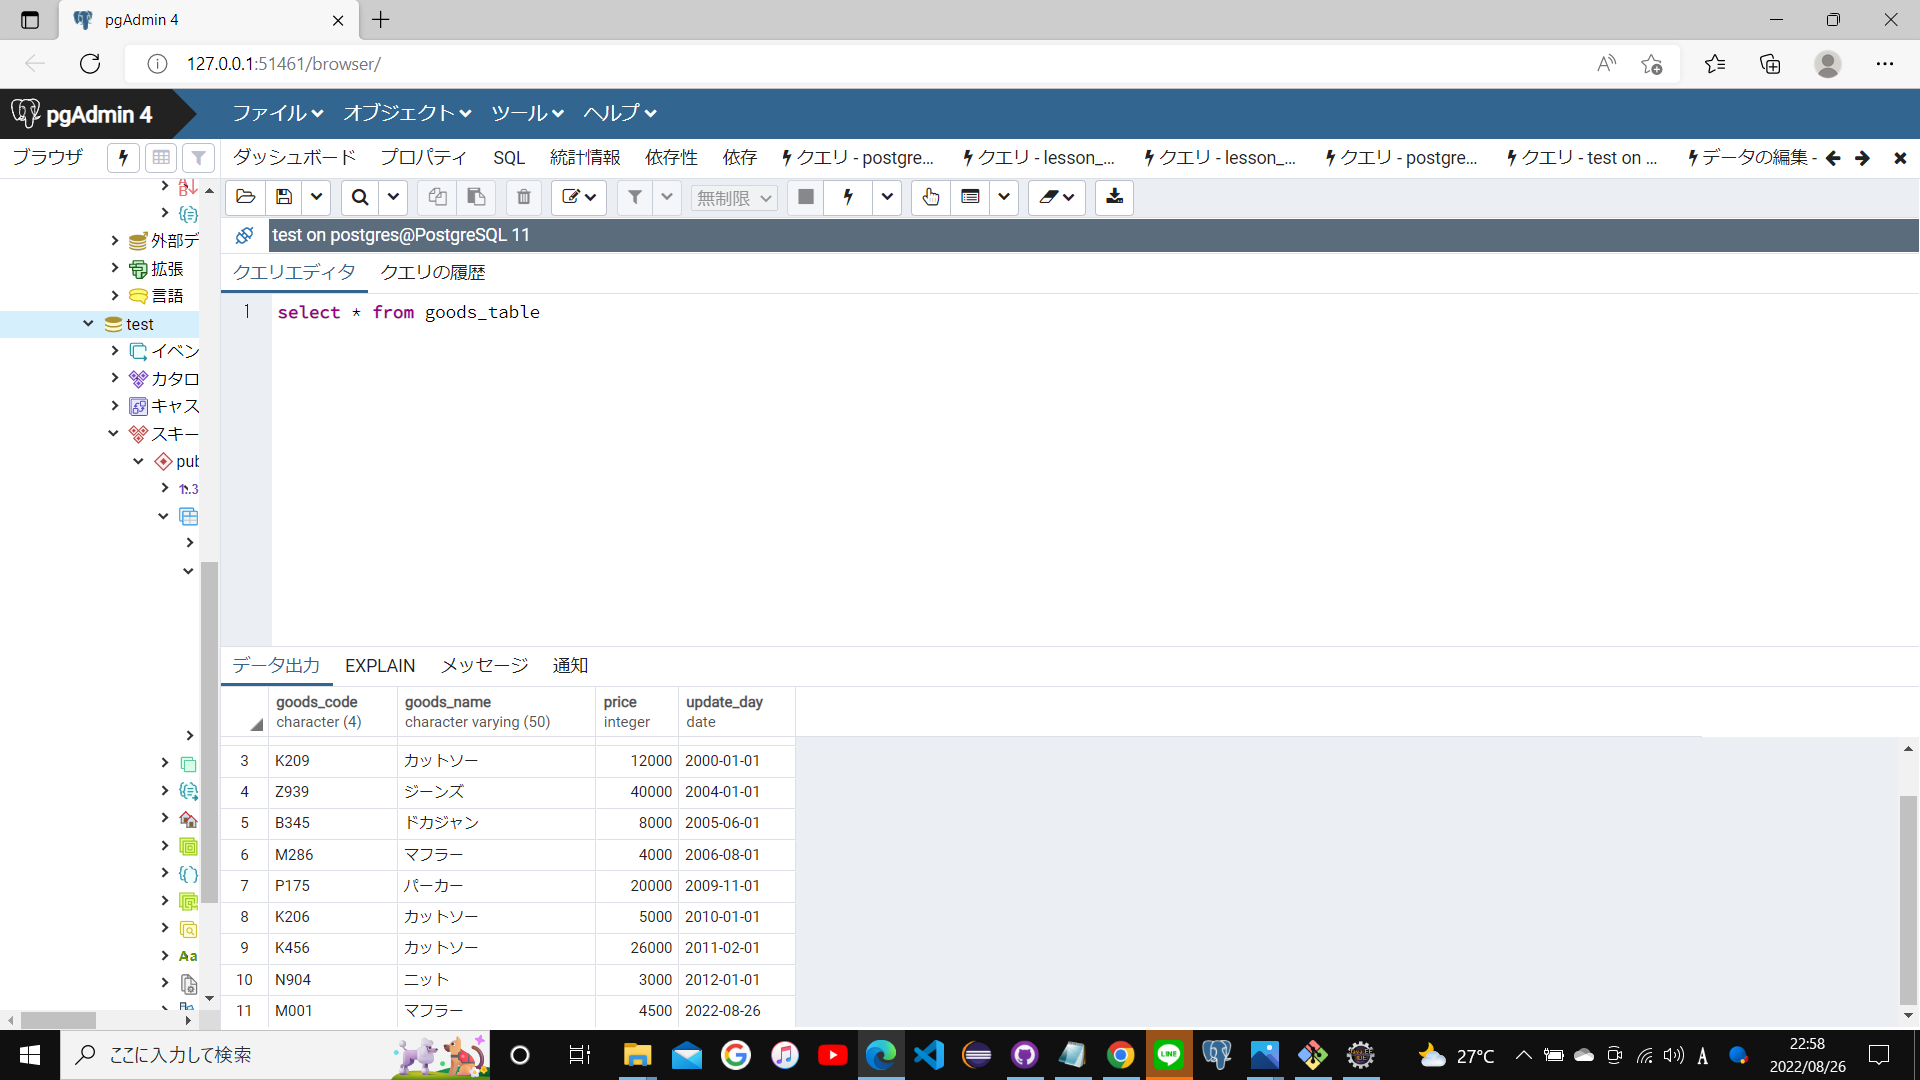 pgAdmin 4
127.0.0.1:51461/browser/
pgAdmin 4
ファイル オブジェクト ツール ヘルプ
ブラウザ
ダッシュボード プロパティ SQL 統計情報 依存性 依存 クエリ - postgre... クエリ - lesson_... クエリ - lesson_... クエリ - postgre... クエリ - test on ... データの編集 -
無制限
test on postgres@PostgreSQL 11
クエリエディタ クエリの履歴
1 select * from goods_table
外部デ
拡張
言語
test
イベン
カタロ
キャス
スキー
pub
1..3
Aa
データ出力 EXPLAIN メッセージ 通知
goods_code goods_name price update_day
character (4) character varying (50) integer date
3 K209 カットソー 12000 2000-01-01
4 Z939 ジーンズ 40000 2004-01-01
5 B345 ドカジャン 8000 2005-06-01
6 M286 マフラー 4000 2006-08-01
7 P175 パーカー 20000 2009-11-01
8 K206 カットソー 5000 2010-01-01
9 K456 カットソー 26000 2011-02-01
10 N904 ニット 3000 2012-01-01
11 M001 マフラー 4500 2022-08-26
ここに入力して検索
LINE
27°C
A
22:58
2022/08/26